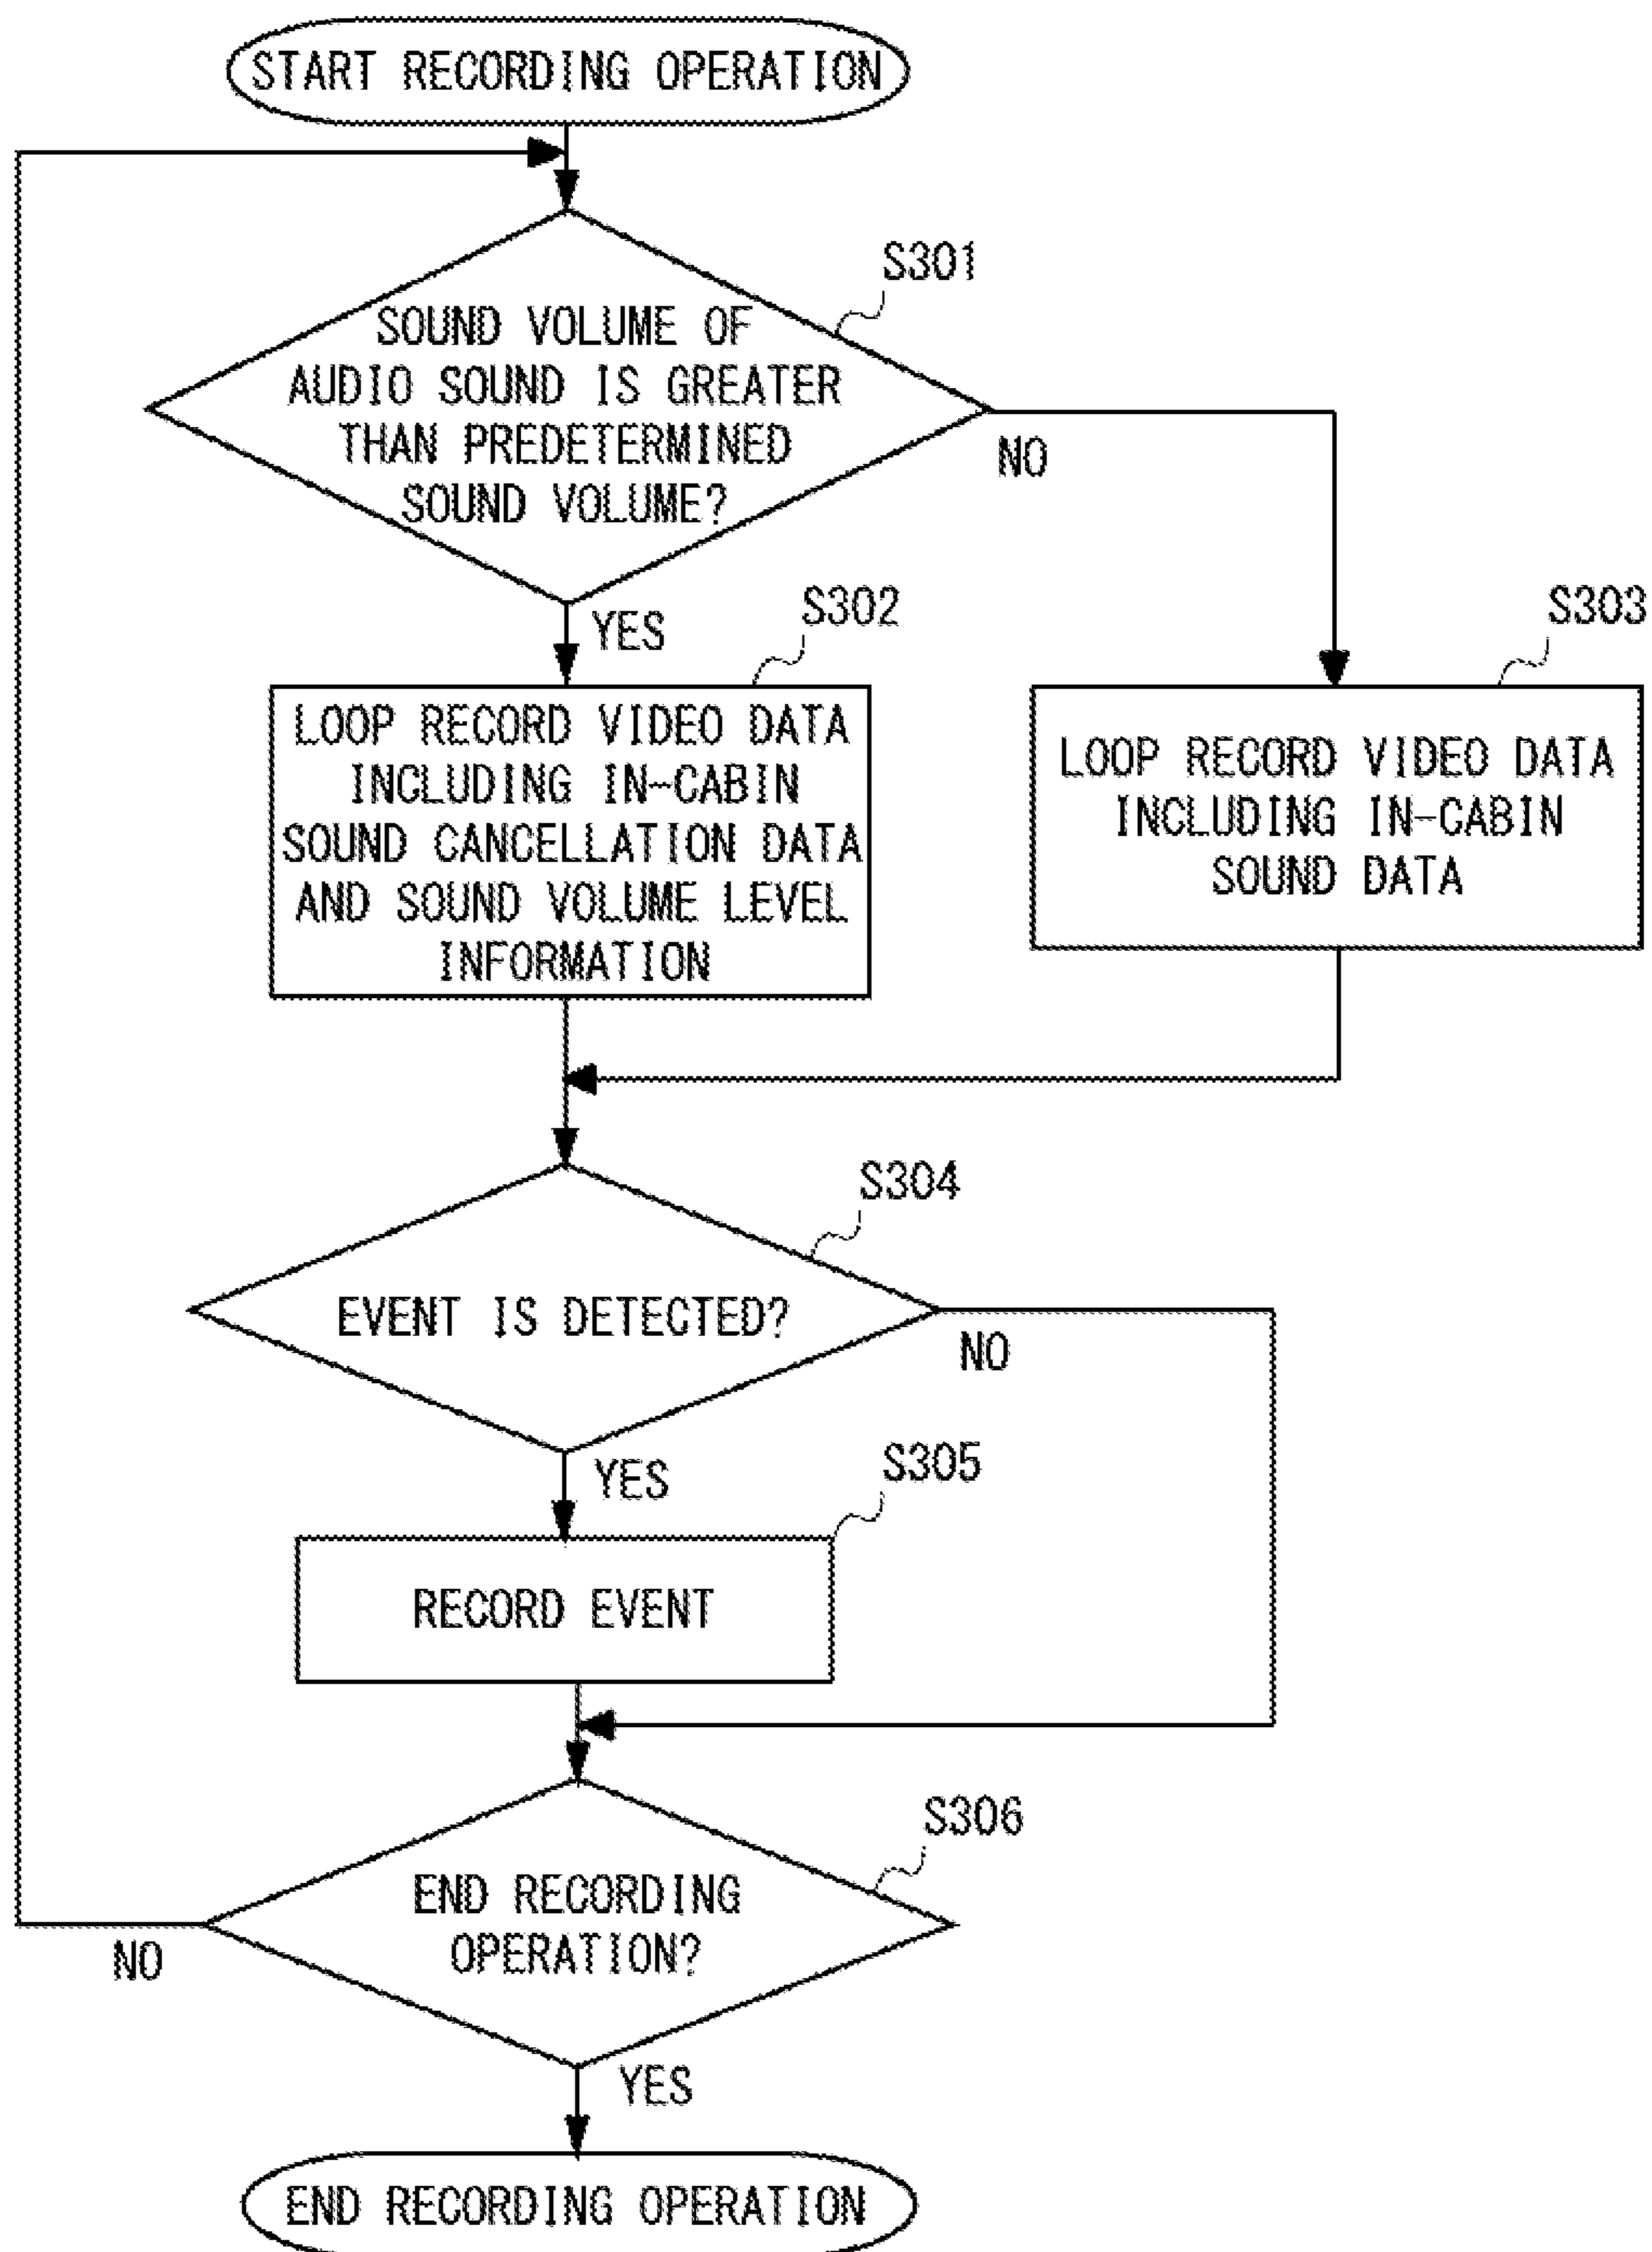 START RECORDING OPERATION
S301
SOUND VOLUME OF
AUDIO SOUND IS GREATER
THAN PREDETERMINED
SOUND VOLUME?
NO
YES
S302
LOOP RECORD VIDEO DATA
INCLUDING IN-CABIN
SOUND CANCELLATION DATA
AND SOUND VOLUME LEVEL
INFORMATION
S303
LOOP RECORD VIDEO DATA
INCLUDING IN-CABIN
SOUND DATA
S304
EVENT IS DETECTED?
NO
YES
S305
RECORD EVENT
S306
END RECORDING
OPERATION?
NO
YES
END RECORDING OPERATION